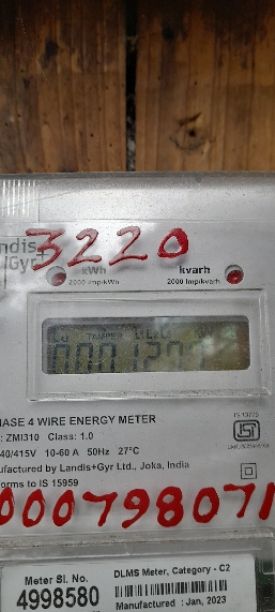 landis
Gyr
3220
kWh kvarh
2000 imp/kWh 2000 imp/kvarh
TAMPER
IS 13779
HASE 4 WIRE ENERGY METER
: ZMI310 Class: 1.0
40/415V 10-60 A 50Hz 27°C
ufactured by Landis+Gyr Ltd., Joka, India
forms to IS 15959
000798071
Meter Sl. No. DLMS Meter, Category - C2
4998580 Manufactured : Jan, 2023